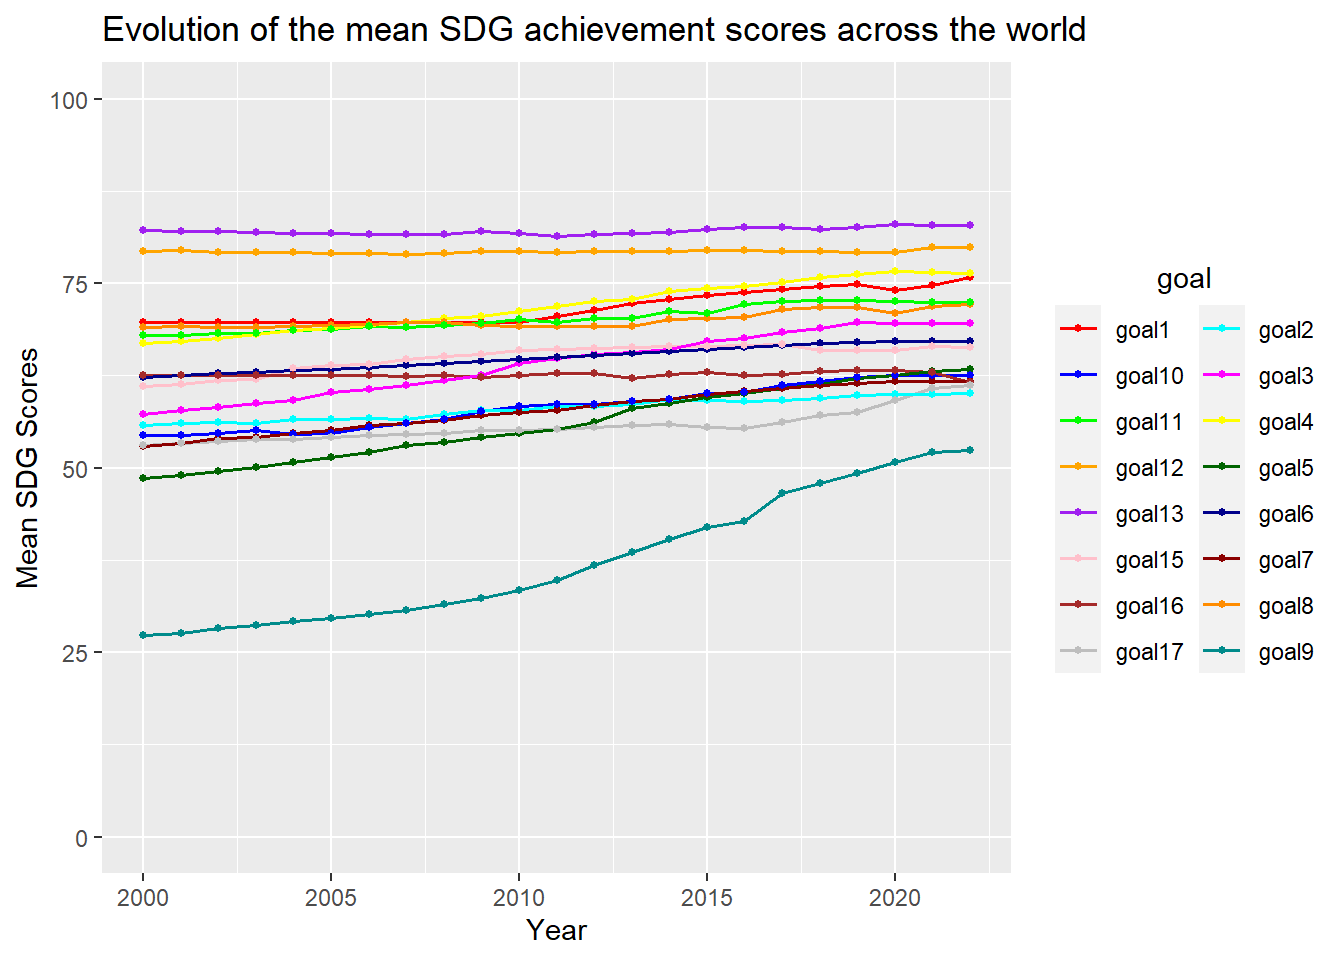 Evolution of the mean SDG achievement scores across the world
100
75
50
25
0
Mean SDG Scores
2000 2005 2010 2015 2020
Year
goal
goal1 goal2
goal10 goal3
goal11 goal4
goal12 goal5
goal13 goal6
goal15 goal7
goal16 goal8
goal17 goal9